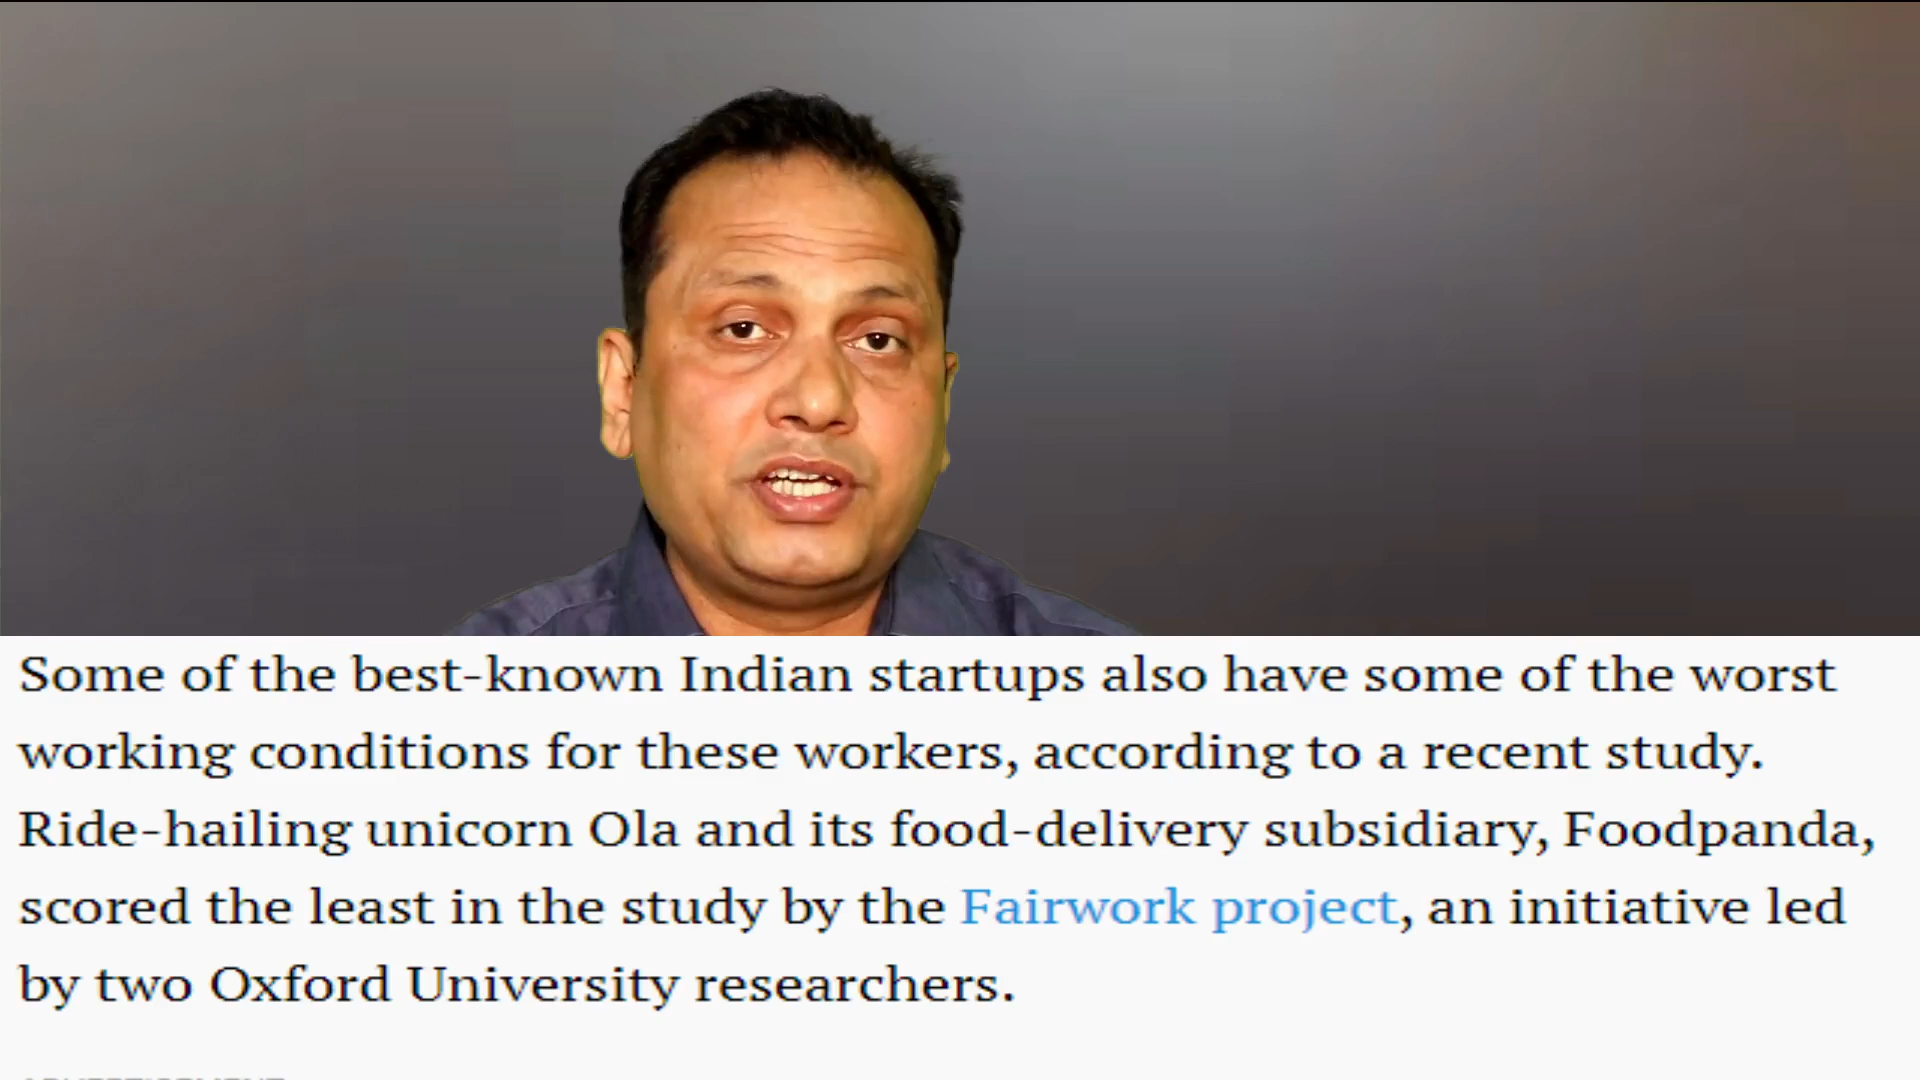 Some of the best-known Indian startups also have some of the worst
working conditions for these workers, according to a recent study.
Ride-hailing unicorn Ola and its food-delivery subsidiary, Foodpanda,
scored the least in the study by the Fairwork project, an initiative led
by two Oxford University researchers.